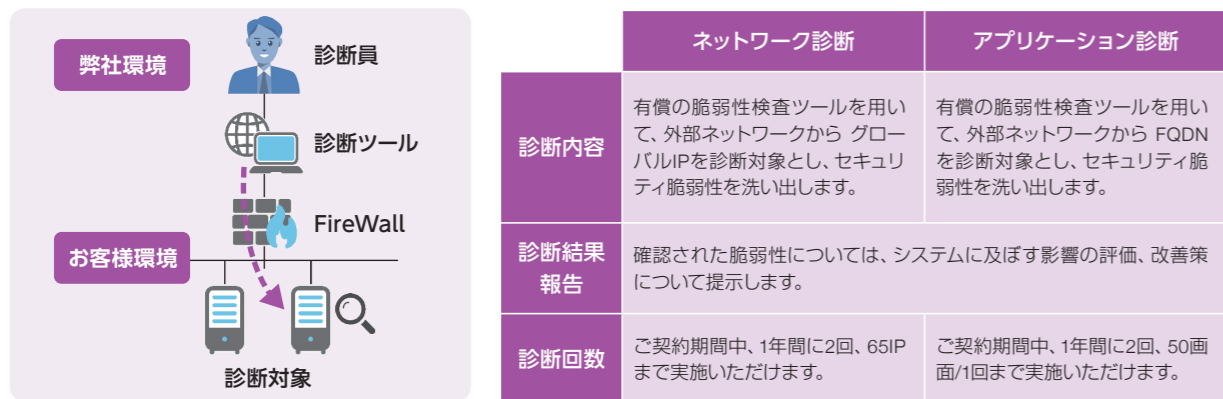 弊社環境
診断員
診断ツール
FireWall
お客様環境
診断対象
ネットワーク診断
アプリケーション診断
診断内容
有償の脆弱性検査ツールを用い
て、外部ネットワークから グロー
バルIPを診断対象とし、セキュリ
ティ脆弱性を洗い出します。
有償の脆弱性検査ツールを用い
て、外部ネットワークから FQDN
を診断対象とし、セキュリティ脆
弱性を洗い出します。
診断結果
報告
確認された脆弱性については、システムに及ぼす影響の評価、改善策
について提示します。
診断回数
ご契約期間中、1年間に2回、65IP
まで実施いただけます。
ご契約期間中、1年間に2回、50画
面/1回まで実施いただけます。